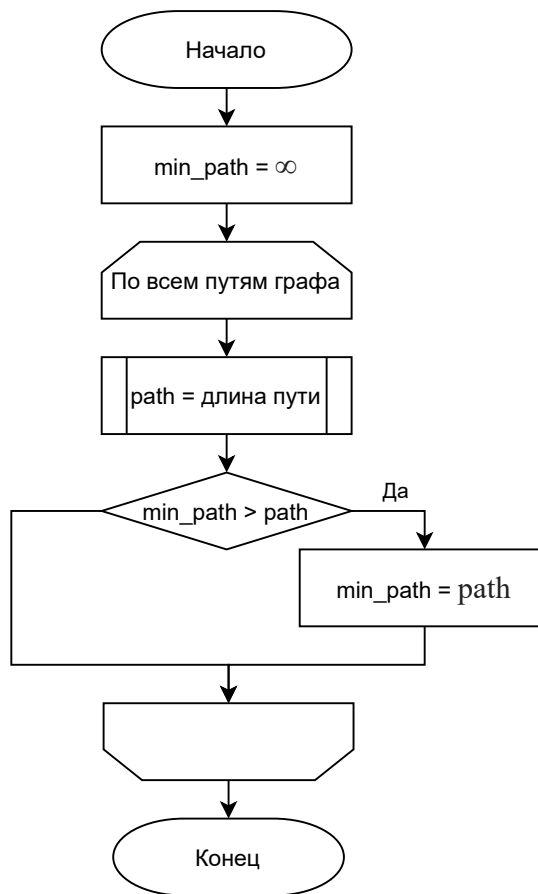 Начало
min_path = ∞
По всем путям графа
path = длина пути
min_path > path
Да
min_path = path
Конец